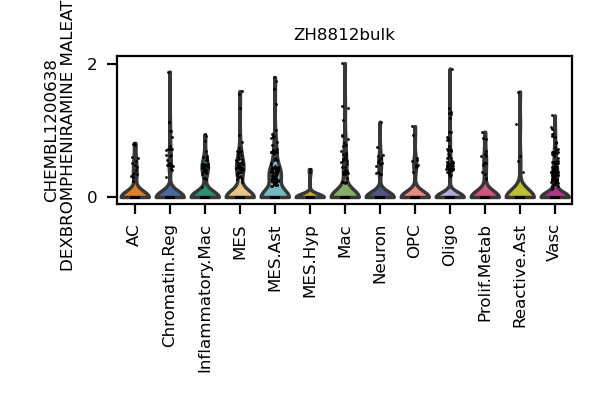 ZH8812bulk
CHEMBL1200638
DEXBROMPHENIRAMINE MALEAT
2
0
AC
Chromatin.Reg
Inflammatory.Mac
MES
MES.Ast
MES.Hyp
Mac
Neuron
OPC
Oligo
Prolif.Metab
Reactive.Ast
Vasc